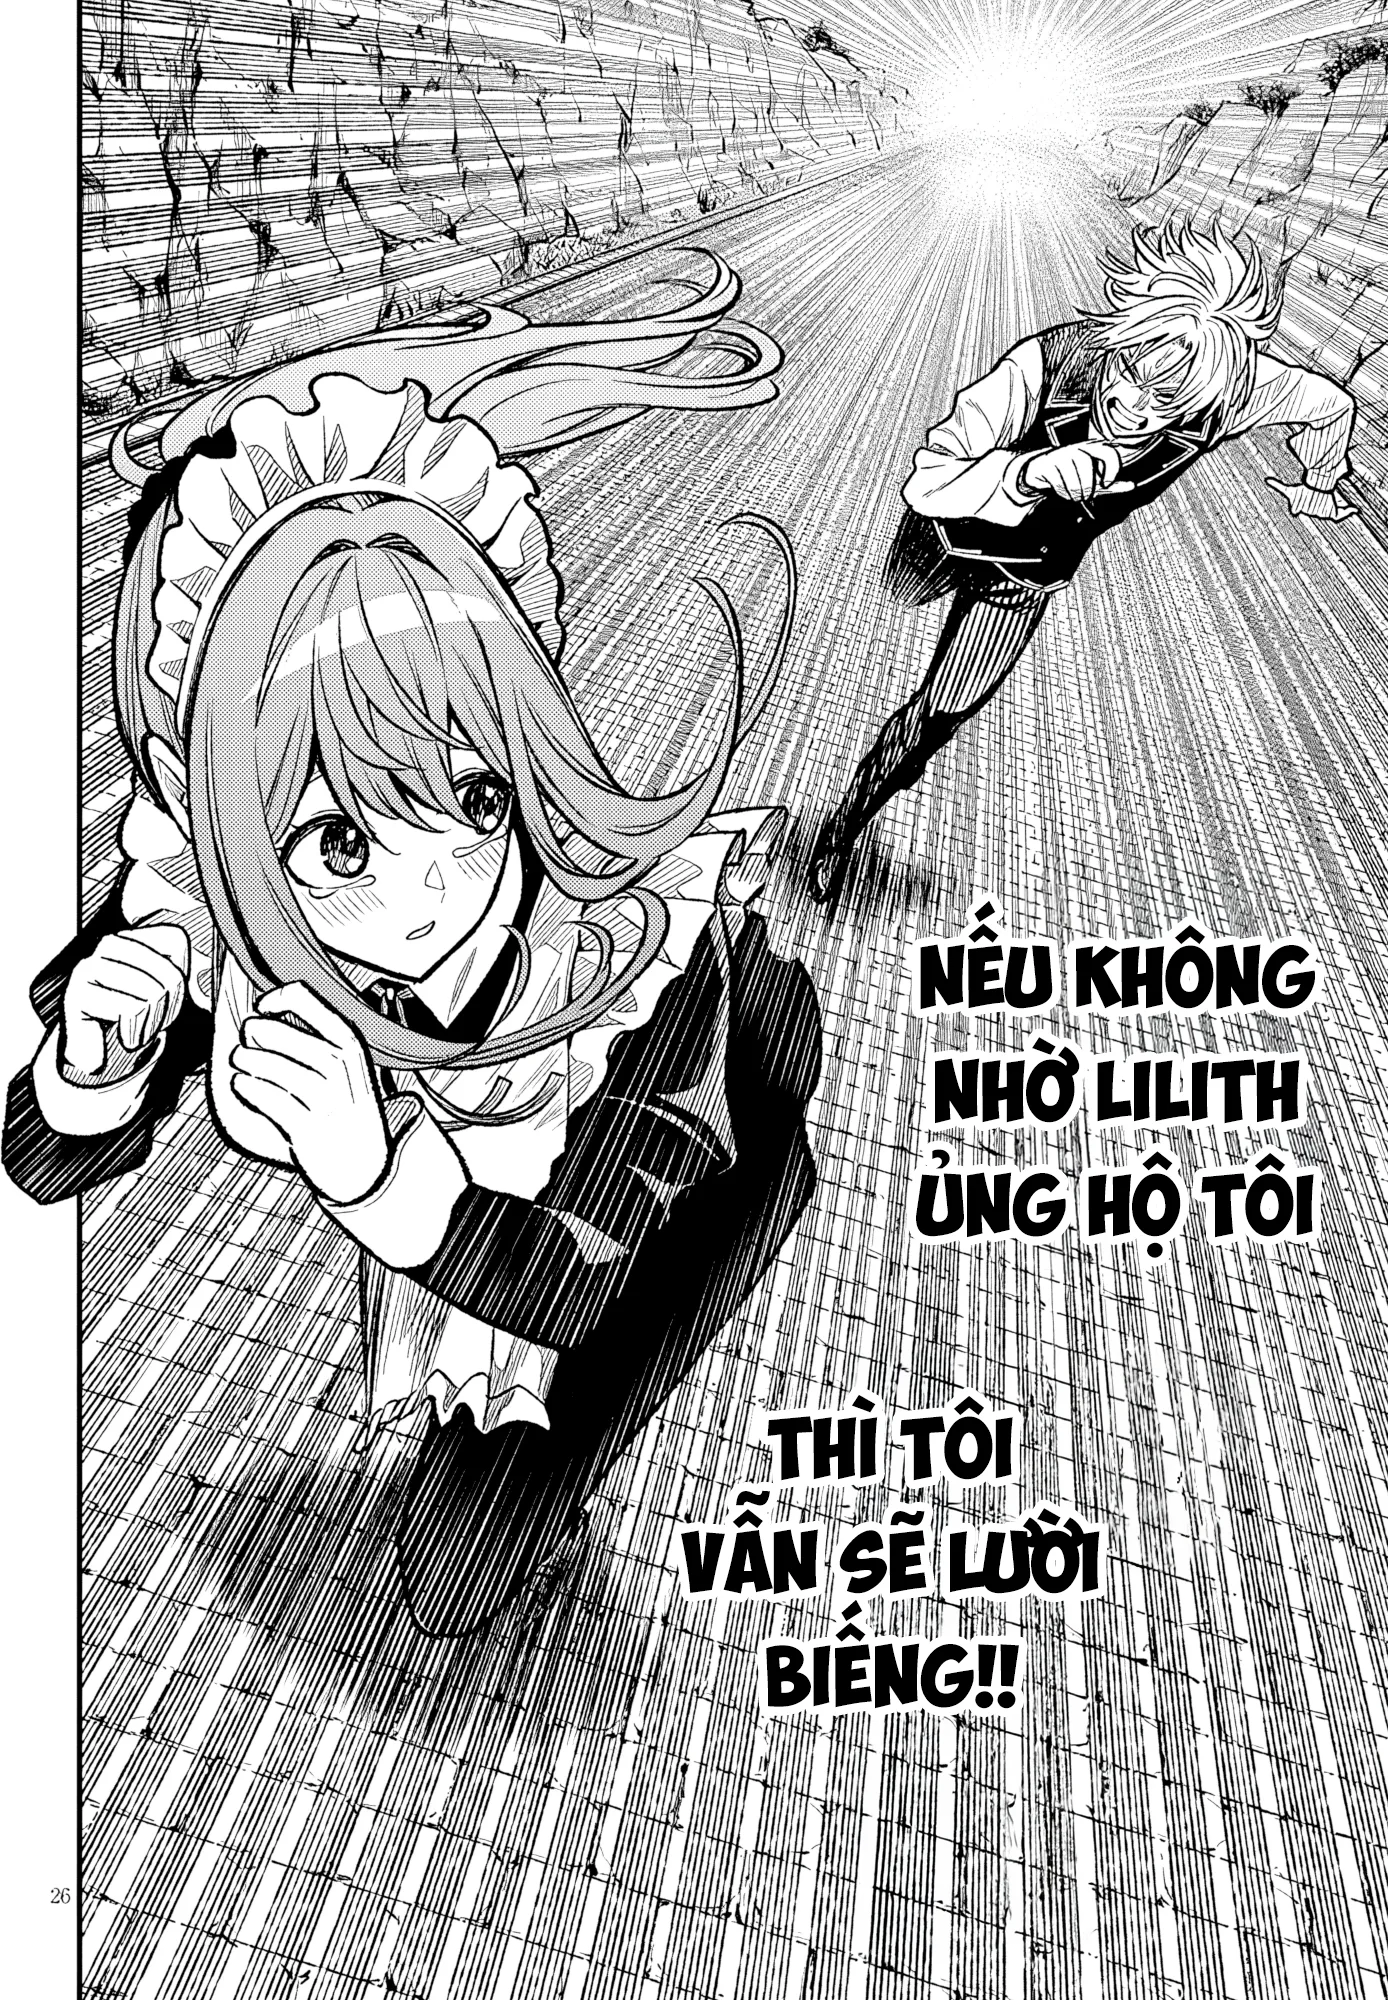 NẾU KHÔNG
NHỜ LILITH
ỦNG HỘ TÔI
THÌ TÔI
VẪN SẼ LƯỜI
BIẾNG!!
26